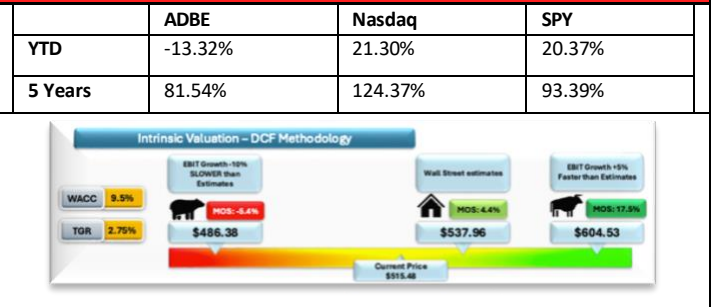 ADBE Nasdaq SPY
YTD -13.32% 21.30% 20.37%
5 Years 81.54% 124.37% 93.39%
Intrinsic Valuation – DCF Methodology
EBIT Growth -10%
SLOWER than
Estimates
Wall Street estimates
EBIT Growth +5%
Faster than Estimates
WACC 9.5%
MOS: -5.4%
MOS: 4.4%
MOS: 17.5%
TGR 2.75%
$486.38
$537.96
$604.53
Current Price
$515.48